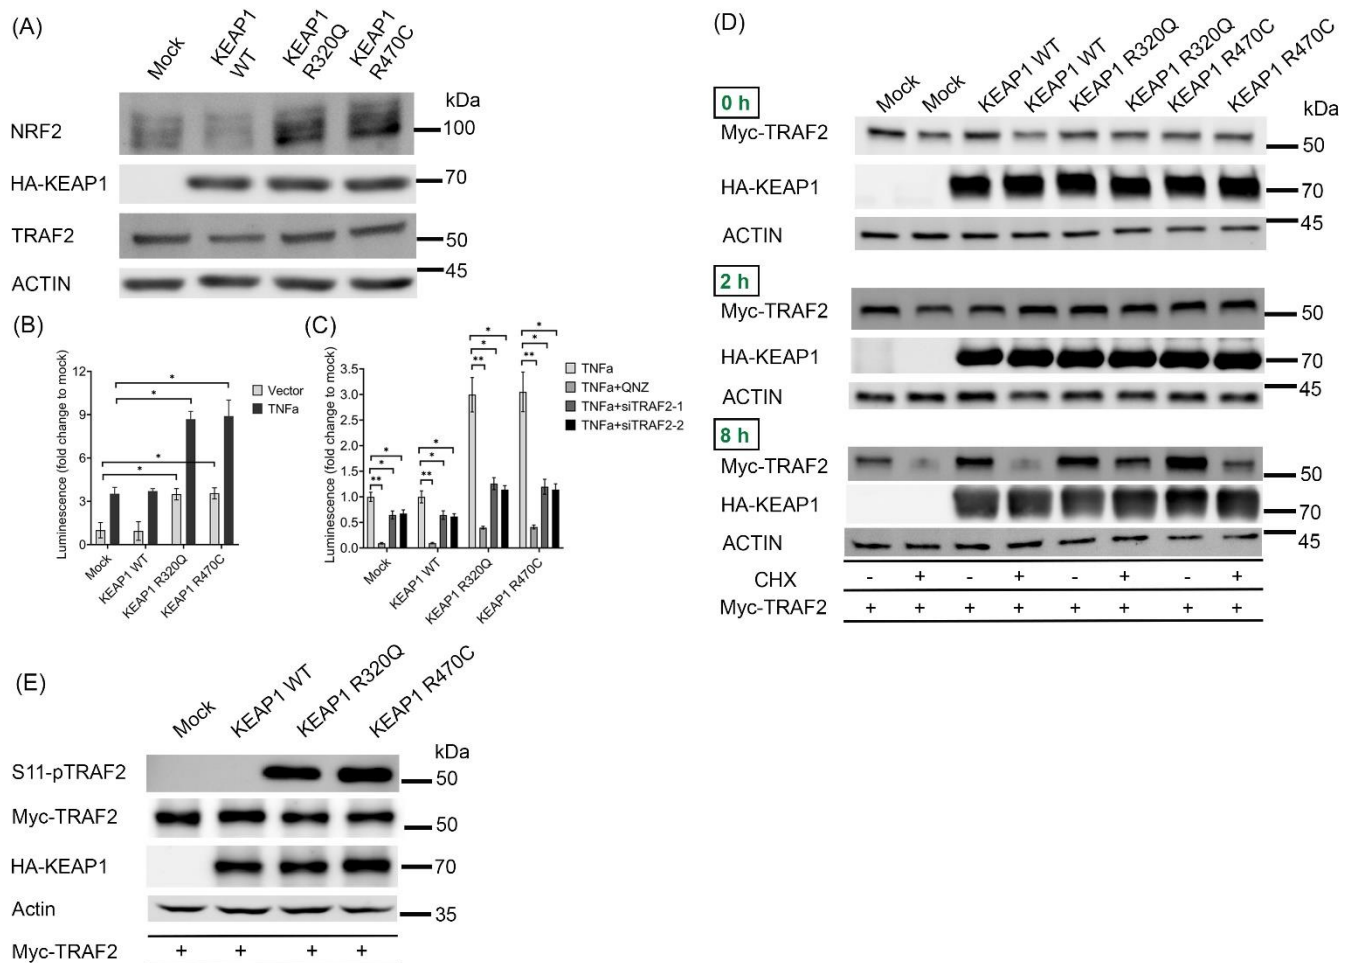 (A)
Mock
KEAP1 WT
KEAP1 R320Q
KEAP1 R470C
kDa
NRF2
100
HA-KEAP1
70
TRAF2
50
45
ACTIN
(B)
Luminescence (fold change to mock)
12
9
6
3
0
* * * *
Vector
TNFa
Mock
KEAP1 WT
KEAP1 R320Q
KEAP1 R470C
(C)
Luminescence (fold change to mock)
3.5
3.0
2.5
2.0
1.5
1.0
0.5
0.0
* * **
* * **
* * **
* * **
TNFa
TNFa+QNZ
TNFa+siTRAF2-1
TNFa+siTRAF2-2
Mock
KEAP1 WT
KEAP1 R320Q
KEAP1 R470C
(D)
Mock
Mock
KEAP1 WT
KEAP1 WT
KEAP1 R320Q
KEAP1 R320Q
KEAP1 R470C
KEAP1 R470C
0 h
kDa
Myc-TRAF2
50
HA-KEAP1
70
45
ACTIN
2 h
Myc-TRAF2
50
HA-KEAP1
70
45
ACTIN
8 h
Myc-TRAF2
50
HA-KEAP1
70
45
ACTIN
CHX - + - + - + - +
Myc-TRAF2 + + + + + + + +
(E)
Mock
KEAP1 WT
KEAP1 R320Q
KEAP1 R470C
kDa
S11-pTRAF2
50
Myc-TRAF2
50
HA-KEAP1
70
Actin
35
Myc-TRAF2 + + + +